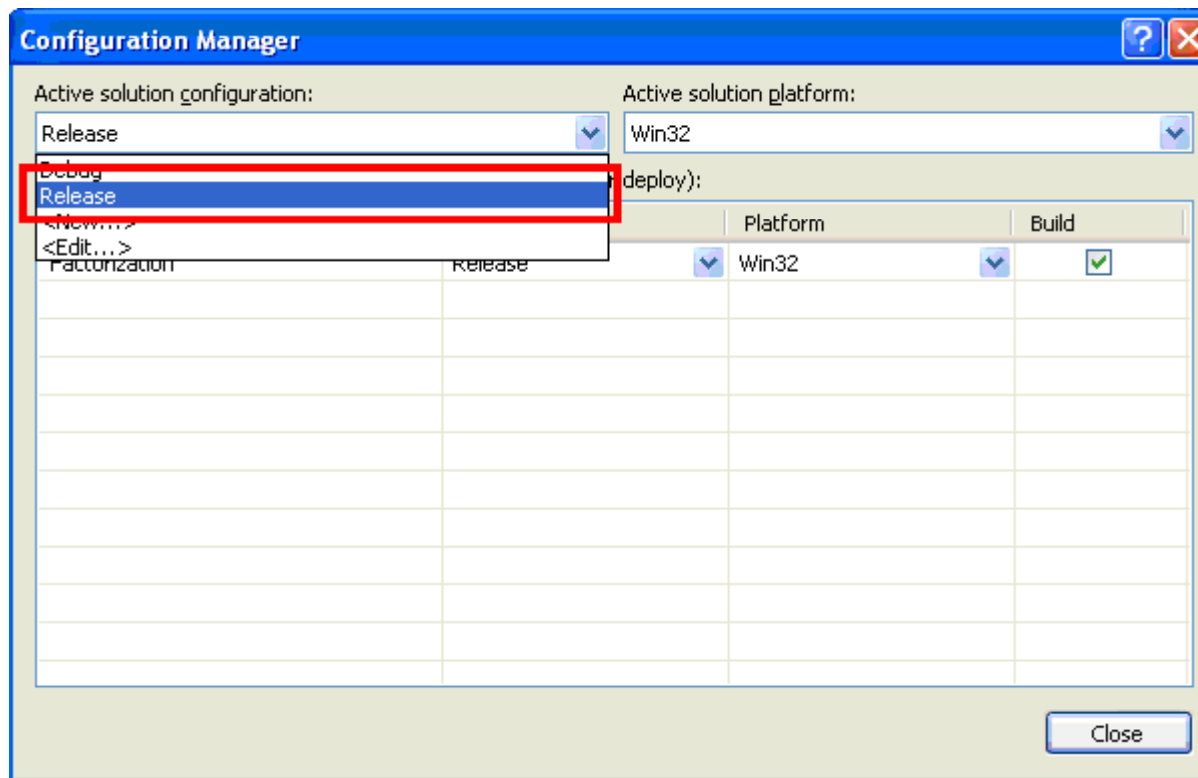 Configuration Manager
Active solution configuration:
Active solution platform:
Release
Win32
Debug
Release
<New...>
<Edit...>
deploy):
Platform
Build
Factorization
Release
Win32
Close